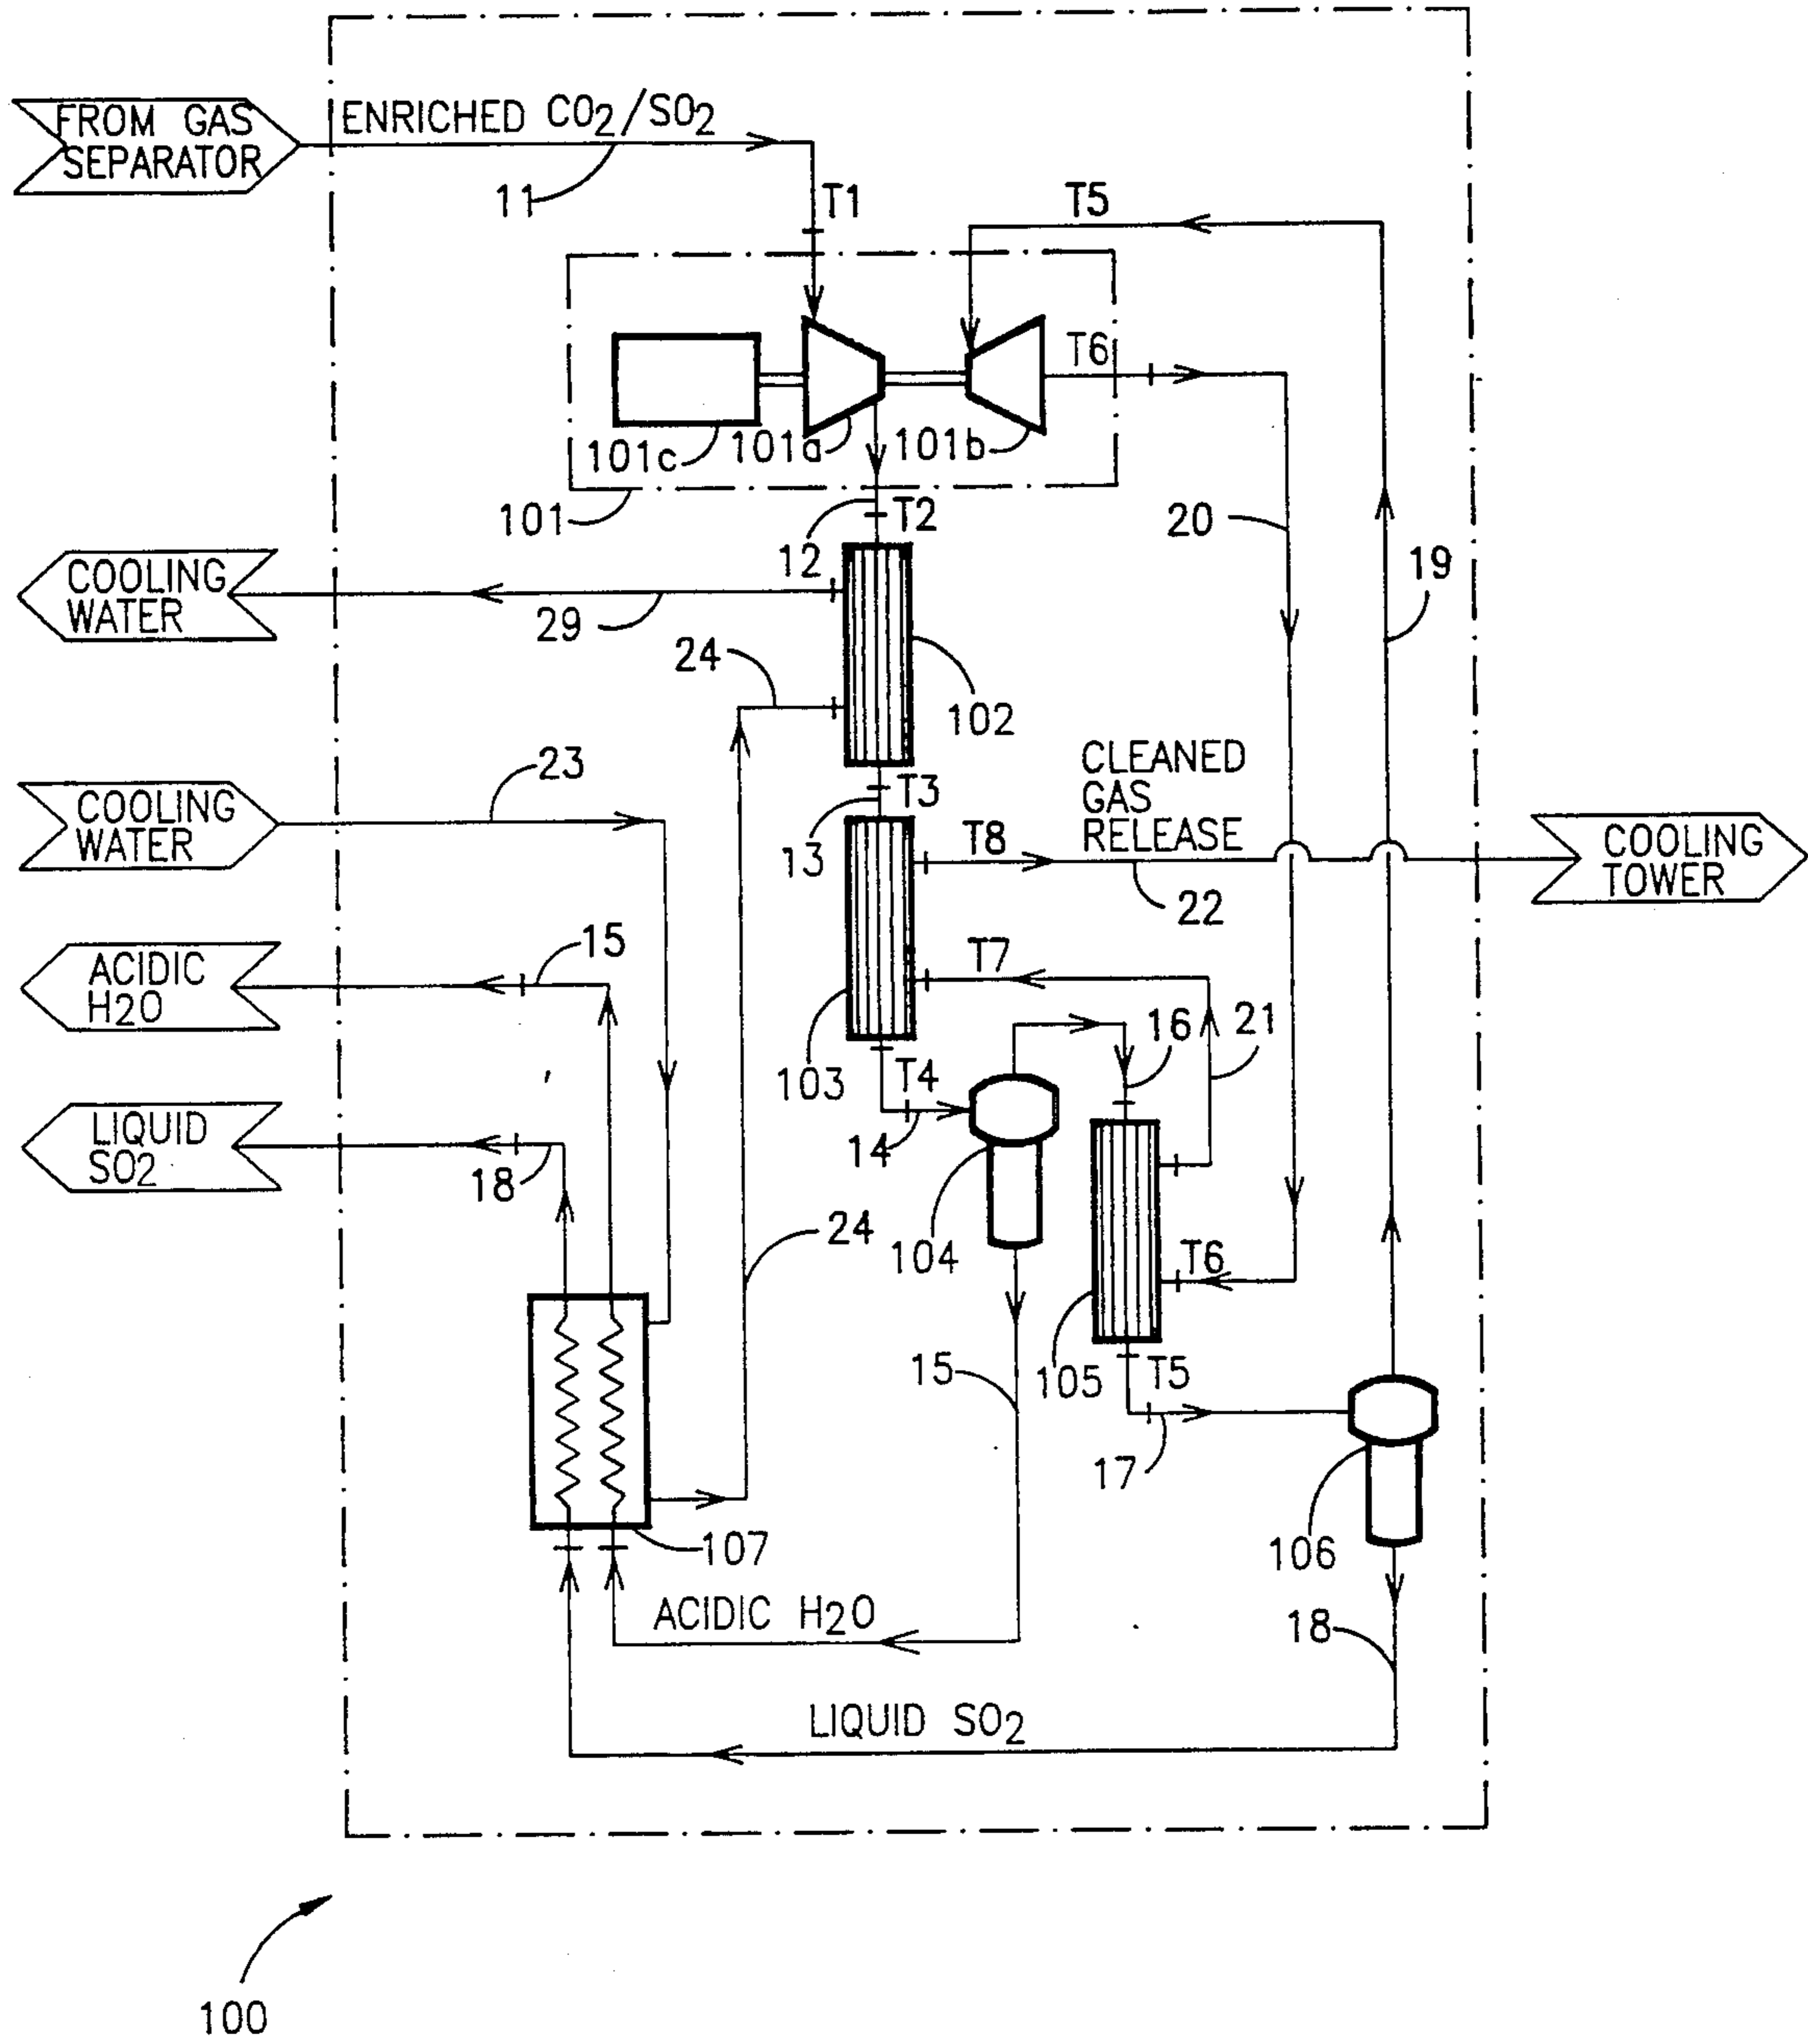 FROM GAS
SEPARATOR
ENRICHED CO2/SO2
11
T1
T5
T6
101c
101a
101b
101
T2
12
20
19
COOLING
WATER
29
24
102
COOLING
WATER
23
T3
13
CLEANED
GAS
RELEASE
T8
22
COOLING
TOWER
ACIDIC
H2O
15
T7
16
21
103
T4
14
LIQUID
SO2
18
24
104
T6
15
105
T5
17
107
106
ACIDIC H2O
18
LIQUID SO2
100